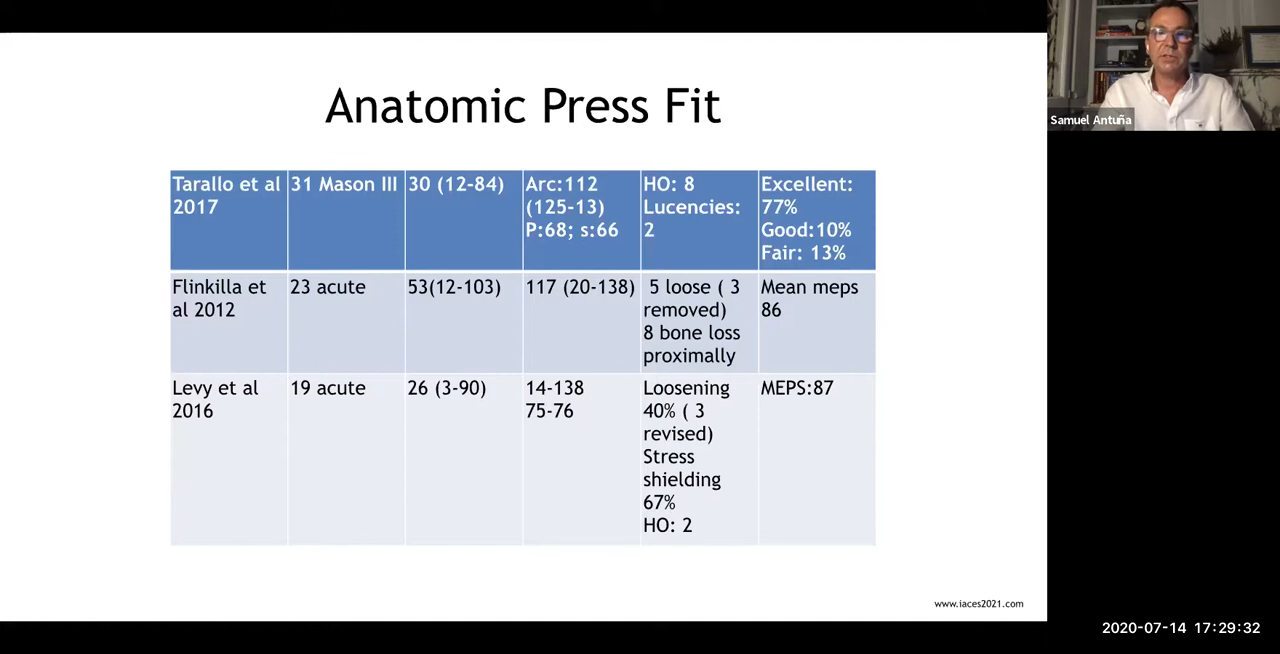 Anatomic Press Fit
Samuel Antuña
Tarallo et al
2017
31 Mason III
30 (12-84)
Arc:112
(125-13)
P:68; s:66
HO: 8
Lucencies:
2
Excellent:
77%
Good:10%
Fair: 13%
Flinkilla et
al 2012
23 acute
53(12-103)
117 (20-138)
5 loose ( 3
removed)
8 bone loss
proximally
Mean meps
86
Levy et al
2016
19 acute
26 (3-90)
14-138
75-76
Loosening
40% ( 3
revised)
Stress
shielding
67%
HO: 2
MEPS:87
www.iaces2021.com
2020-07-14 17:29:32